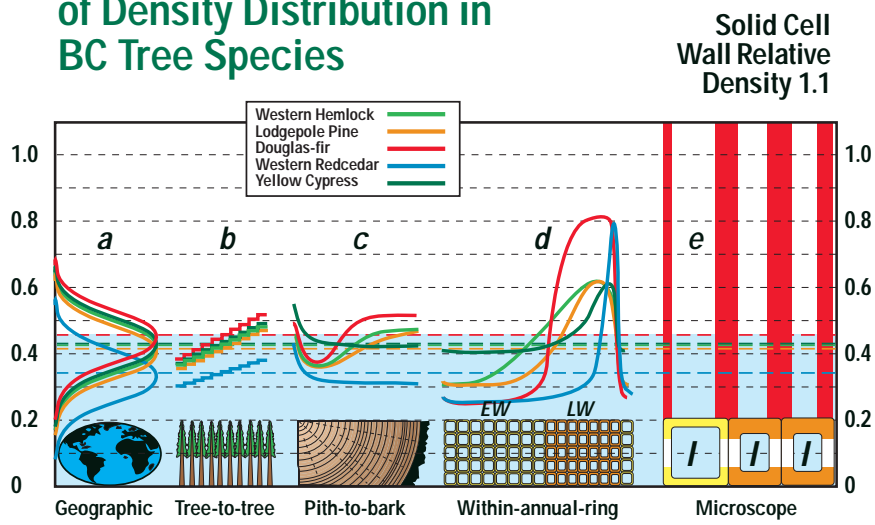 of Density Distribution in
BC Tree Species
Solid Cell
Wall Relative
Density 1.1
Western Hemlock
Lodgepole Pine
Douglas-fir
Western Redcedar
Yellow Cypress
1.0 1.0
0.8 0.8
a b c d e
0.6 0.6
0.4 0.4
EW LW
0.2 0.2
l l l
0 0
Geographic Tree-to-tree Pith-to-bark Within-annual-ring Microscope